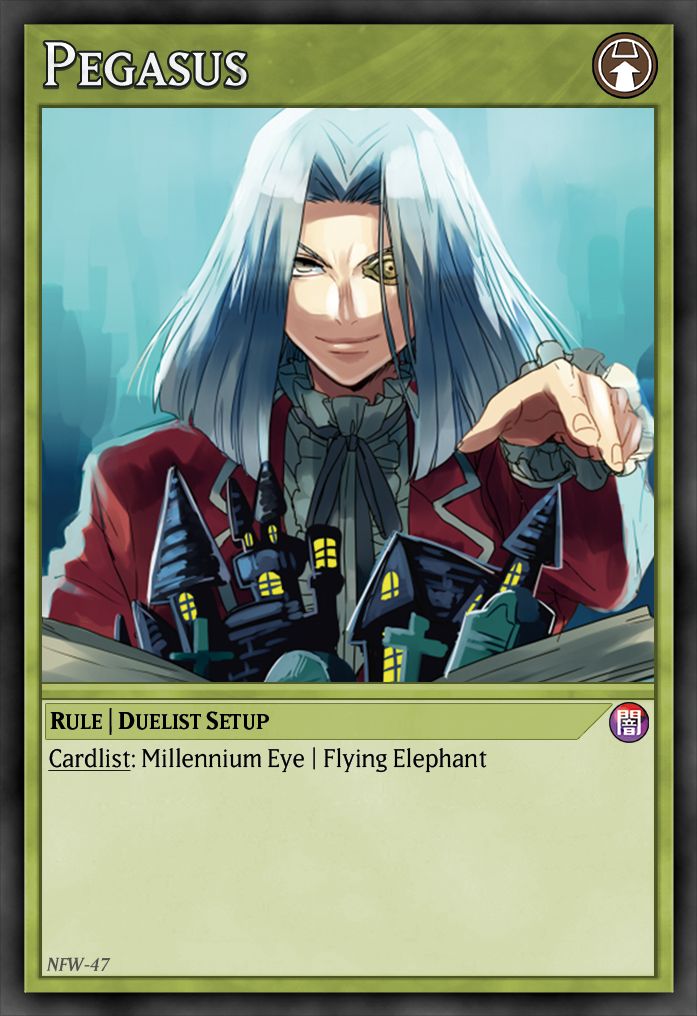 Pegasus
Rule | Duelist Setup
闇
Cardlist: Millennium Eye | Flying Elephant
NFW-47